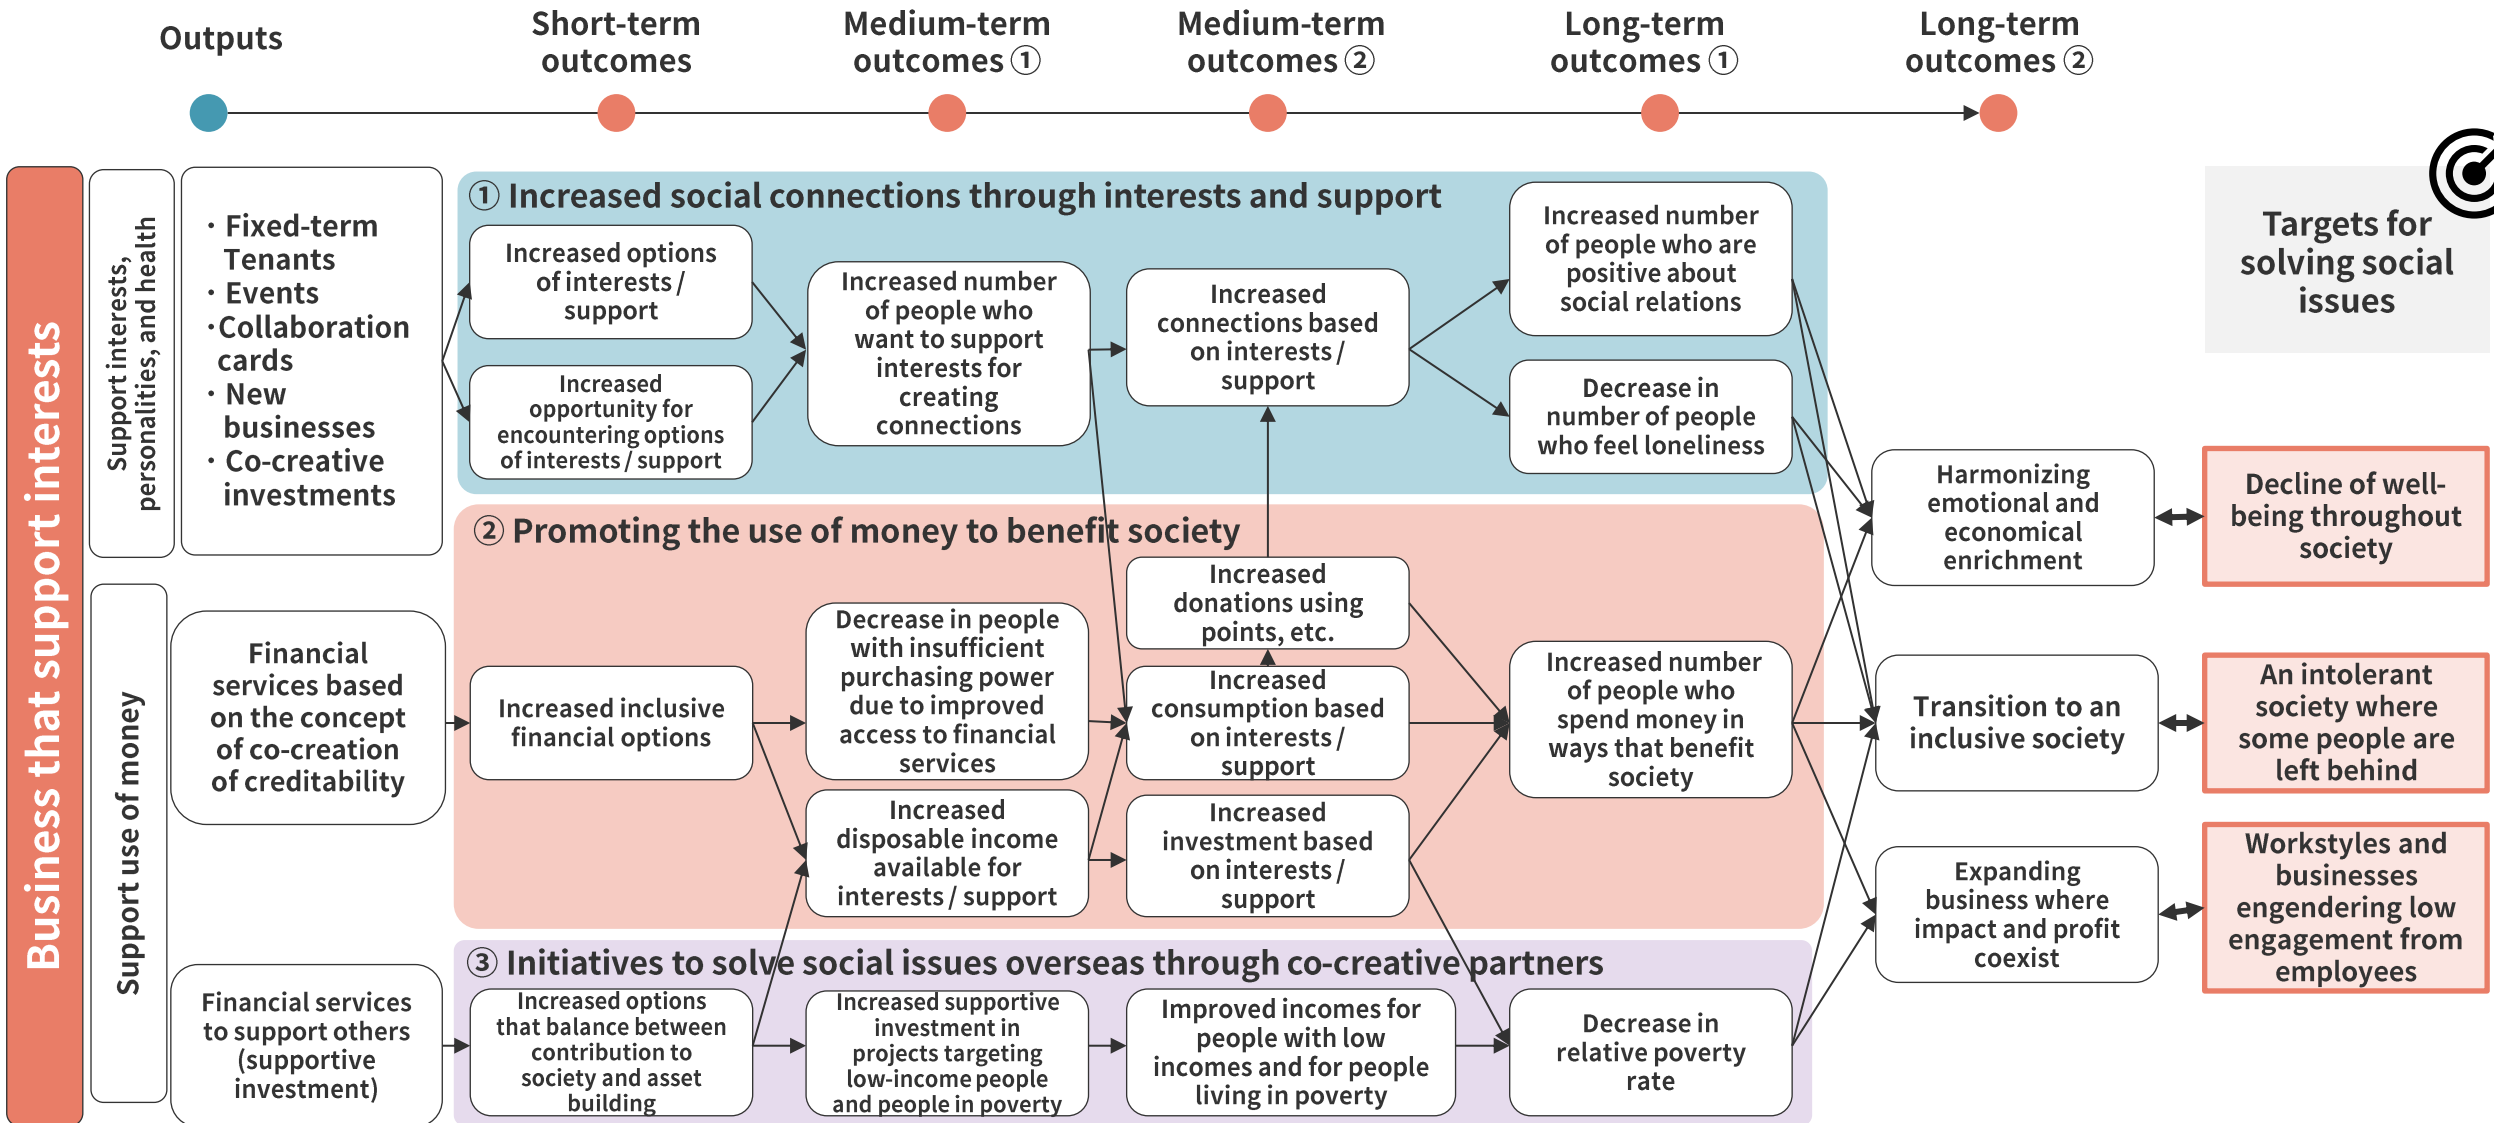 Outputs
Short-term
outcomes
Medium-term
outcomes ①
Medium-term
outcomes ②
Long-term
outcomes ①
Long-term
outcomes ②
Business that support interests
Support interests,
personalities, and health
・Fixed-term
Tenants
・Events
・Collaboration
cards
・New
businesses
・Co-creative
investments
① Increased social connections through interests and support
Increased options
of interests /
support
Increased
opportunity for
encountering options
of interests / support
Increased number
of people who
want to support
interests for
creating
connections
Increased
connections based
on interests /
support
Increased number
of people who are
positive about
social relations
Decrease in
number of people
who feel loneliness
Targets for
solving social
issues
Harmonizing
emotional and
economical
enrichment
Decline of well-
being throughout
society
Support use of money
Financial
services based
on the concept
of co-creation
of creditability
② Promoting the use of money to benefit society
Increased inclusive
financial options
Decrease in people
with insufficient
purchasing power
due to improved
access to financial
services
Increased
disposable income
available for
interests / support
Increased
donations using
points, etc.
Increased
consumption based
on interests /
support
Increased
investment based
on interests /
support
Increased number
of people who
spend money in
ways that benefit
society
Transition to an
inclusive society
An intolerant
society where
some people are
left behind
Financial services
to support others
(supportive
investment)
③ Initiatives to solve social issues overseas through co-creative partners
Increased options
that balance between
contribution to
society and asset
building
Increased supportive
investment in
projects targeting
low-income people
and people in poverty
Improved incomes for
people with low
incomes and for people
living in poverty
Decrease in
relative poverty
rate
Expanding
business where
impact and profit
coexist
Workstyles and
businesses
engendering low
engagement from
employees